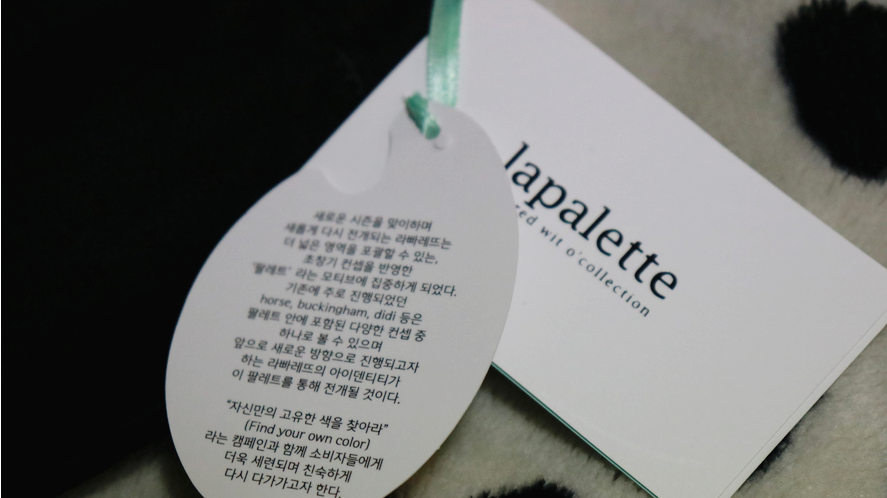 새로운 시즌을 맞이하며
새롭게 다시 전개되는 라빠레뜨는
더 넓은 영역을 포괄할 수 있는,
초창기 컨셉을 반영한
'팔레트' 라는 모티브에 집중하게 되었다.
기존에 주로 진행되었던
horse, buckingham, didi 등은
팔레트 안에 포함된 다양한 컨셉 중
하나로 볼 수 있으며
앞으로 새로운 방향으로 진행되고자
하는 라빠레뜨의 아이덴티티가
이 팔레트를 통해 전개될 것이다.
“자신만의 고유한 색을 찾아라”
(Find your own color)
라는 캠페인과 함께 소비자들에게
더욱 세련되며 친숙하게
다시 다가가고자 한다.
lapalette
wit o'collection